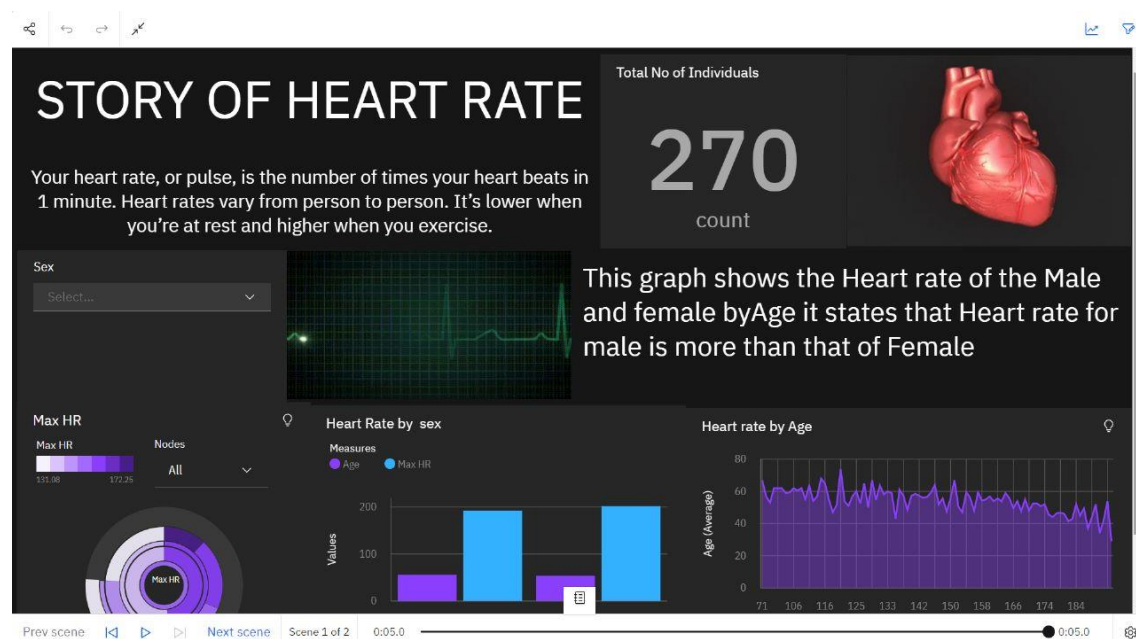 STORY OF HEART RATE
Your heart rate, or pulse, is the number of times your heart beats in
1 minute. Heart rates vary from person to person. It's lower when
you're at rest and higher when you exercise.
Total No of Individuals
270
count
Sex
Select...
This graph shows the Heart rate of the Male
and female byAge it states that Heart rate for
male is more than that of Female
Max HR
Max HR
Nodes
131.08
172.25
All
Max HR
Heart Rate by sex
Measures
Age
Max HR
Values
200
100
0
Heart rate by Age
Age (Average)
80
60
40
20
0
71 106 116 125 133 142 150 158 166 174 184
Prev scene
Next scene
Scene 1 of 2
0:05.0
0:05.0